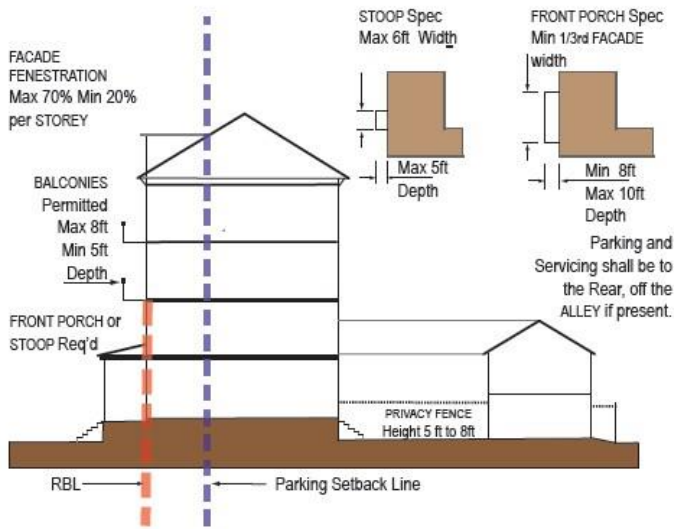 FACADE
FENESTRATION
Max 70% Min 20%
per STOREY
BALCONIES
Permitted
Max 8ft
Min 5ft
Depth
FRONT PORCH or
STOOP Req'd
RBL
Parking Setback Line
PRIVACY FENCE
Height 5 ft to 8ft
STOOP Spec
Max 6ft Width
Max 5ft
Depth
FRONT PORCH Spec
Min 1/3rd FACADE
width
Min 8ft
Max 10ft
Depth
Parking and
Servicing shall be to
the Rear, off the
ALLEY if present.